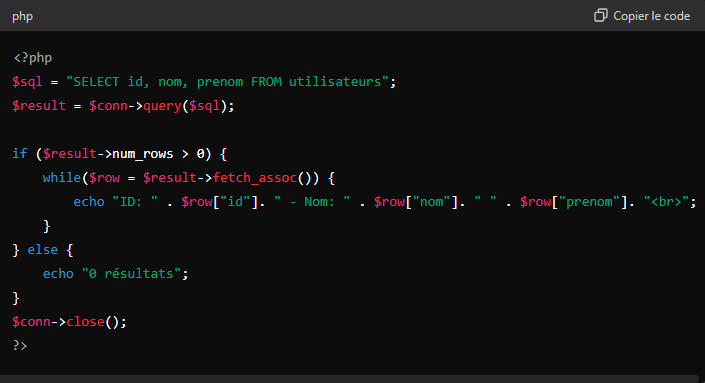 php
Copier le code
<?php
$sql = "SELECT id, nom, prenom FROM utilisateurs";
$result = $conn->query($sql);

if ($result->num_rows > 0) {
    while($row = $result->fetch_assoc()) {
        echo "ID: " . $row["id"]. " - Nom: " . $row["nom"]. " " . $row["prenom"]. "<br>";
    }
} else {
    echo "0 résultats";
}
$conn->close();
?>